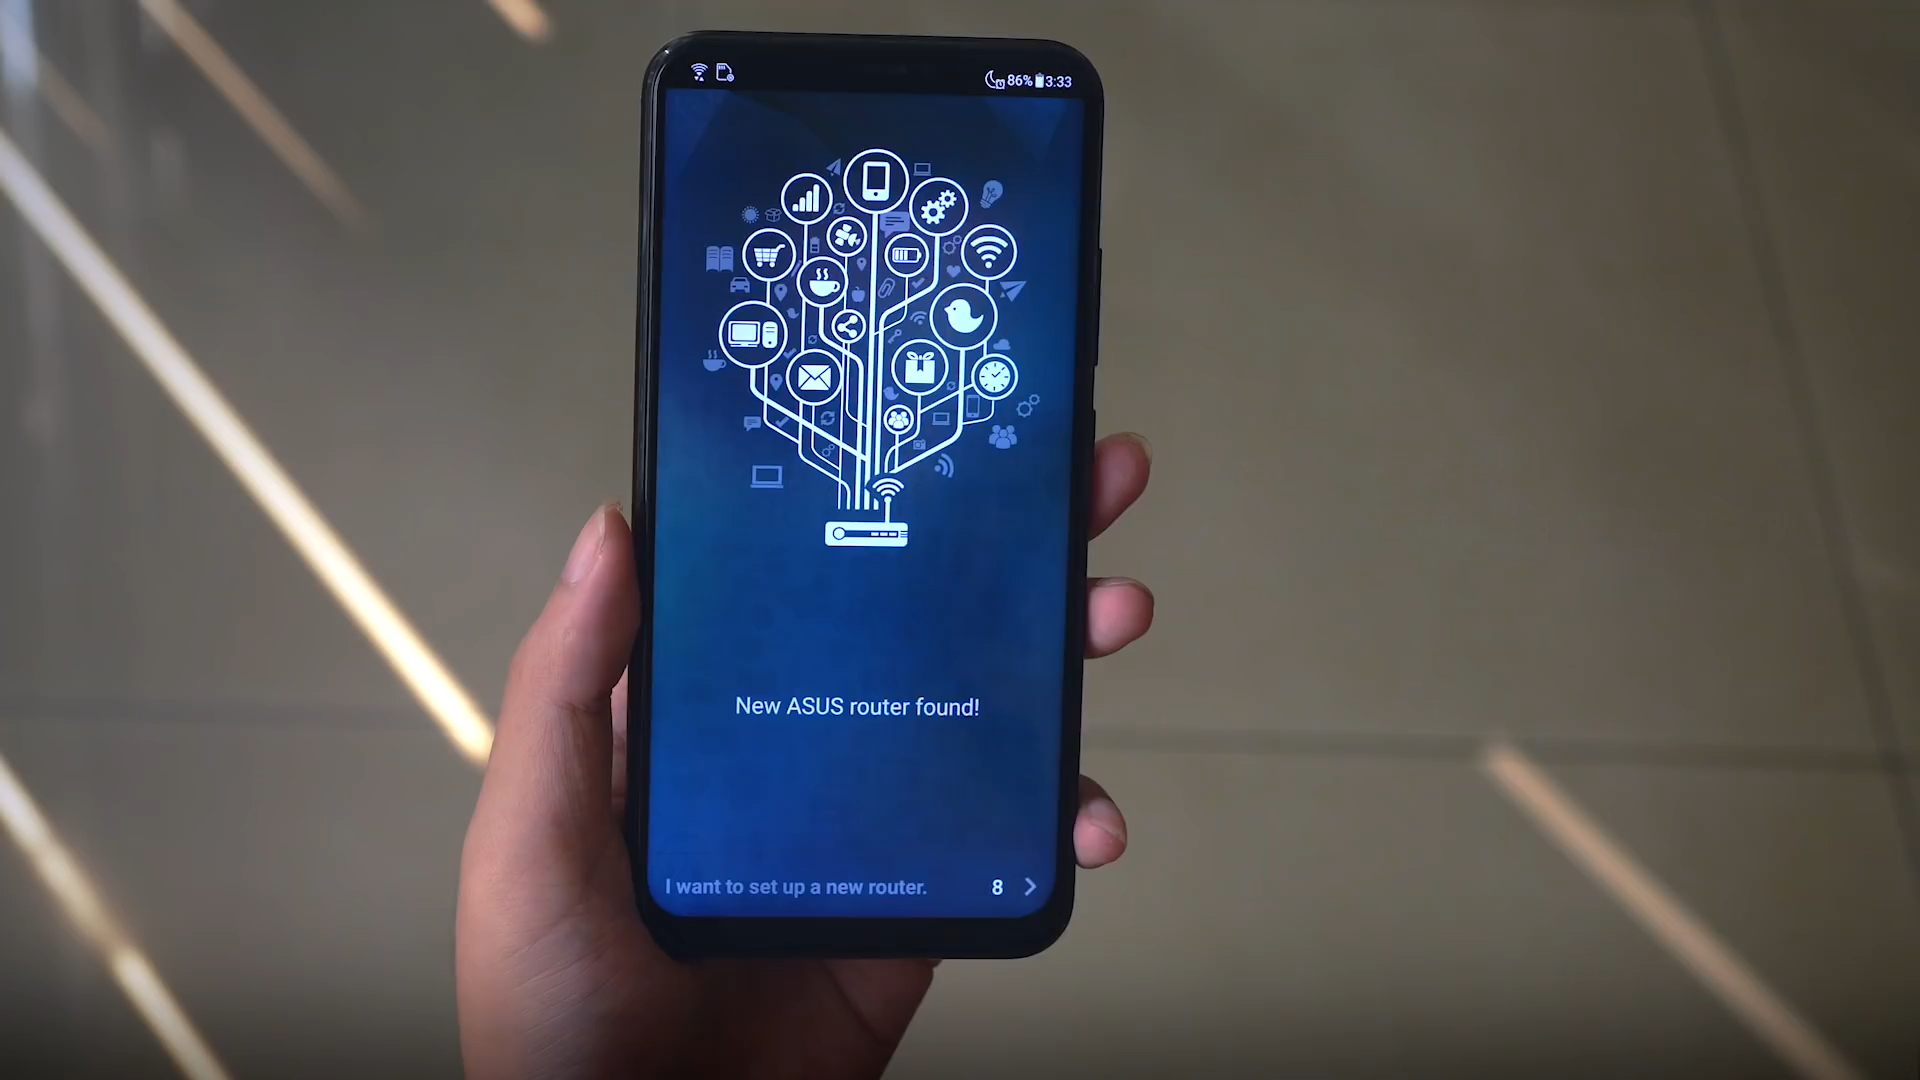 86% 3:33
New ASUS router found!
I want to set up a new router. 8